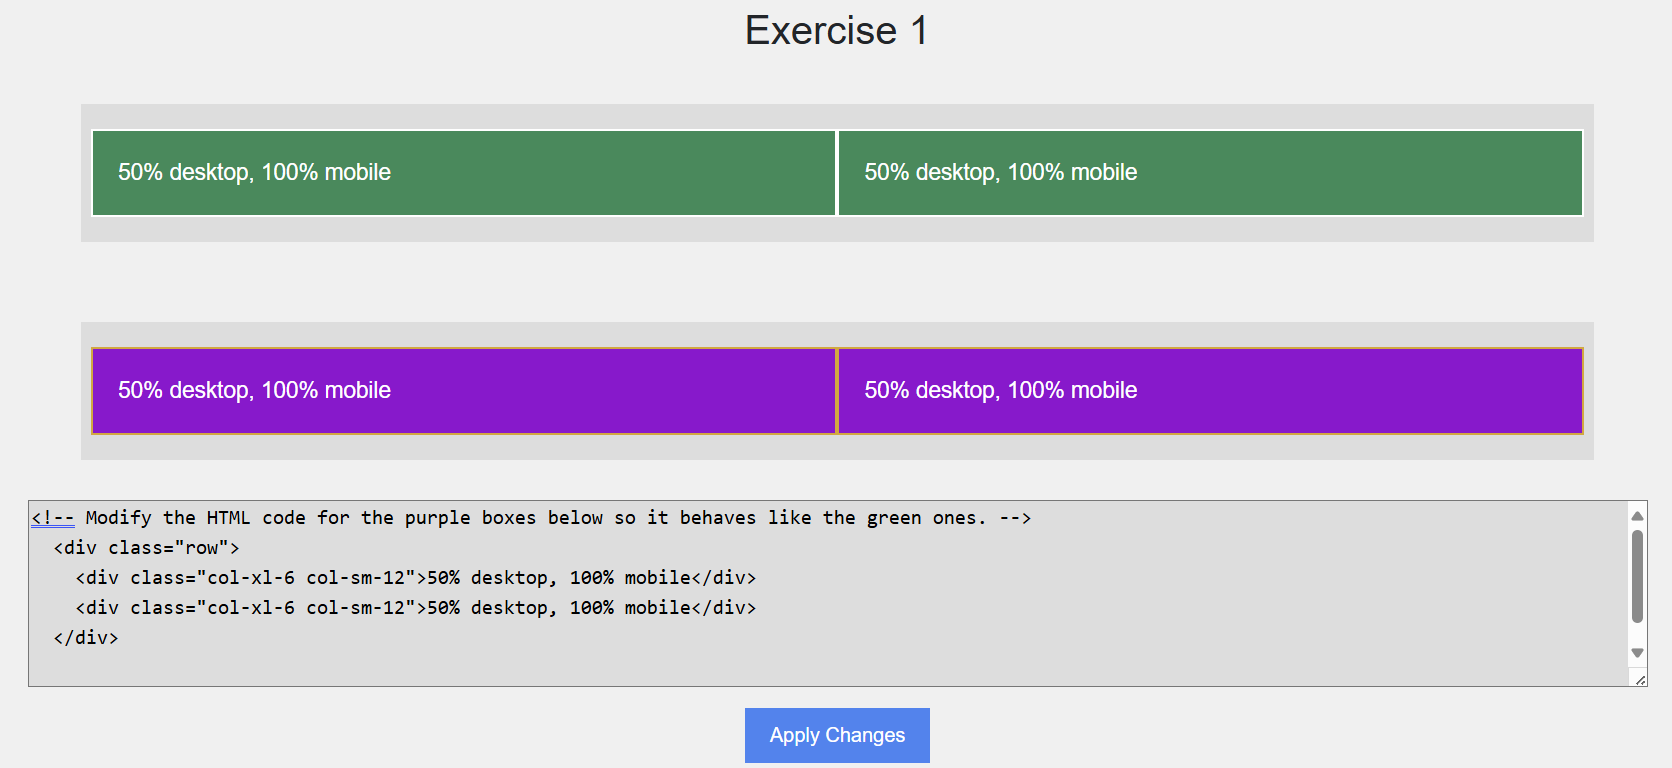 Exercise 1
50% desktop, 100% mobile
50% desktop, 100% mobile
50% desktop, 100% mobile
50% desktop, 100% mobile
<!-- Modify the HTML code for the purple boxes below so it behaves like the green ones. -->
  <div class="row">
    <div class="col-xl-6 col-sm-12">50% desktop, 100% mobile</div>
    <div class="col-xl-6 col-sm-12">50% desktop, 100% mobile</div>
  </div>
Apply Changes